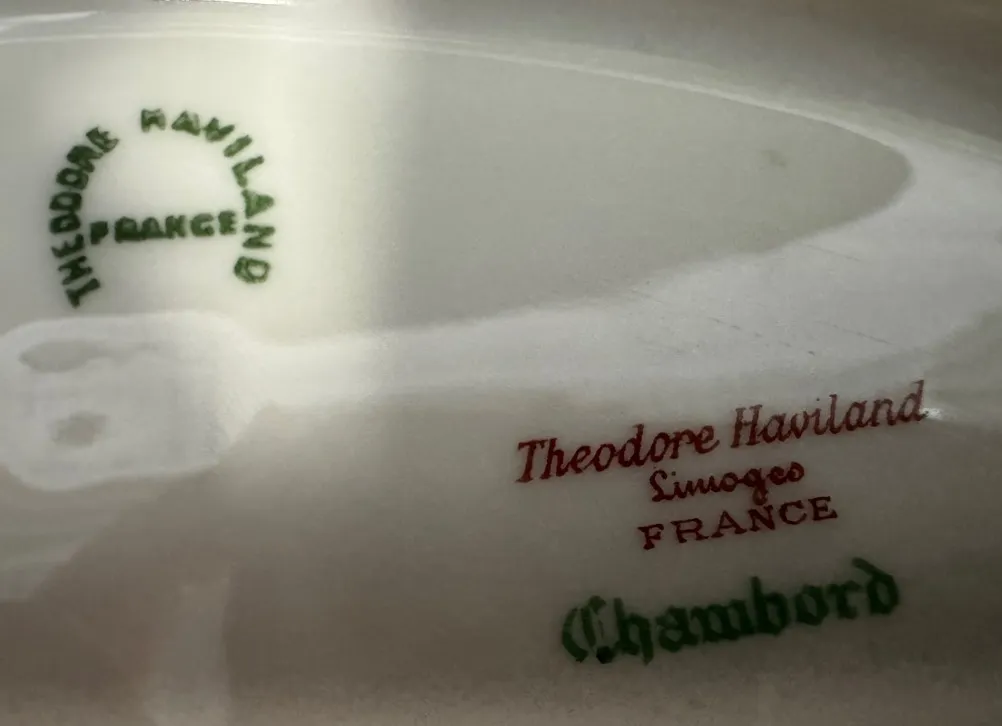 THEODORE HAVILAND
FRANCE
Theodore Haviland
Limoges
FRANCE
Chambord